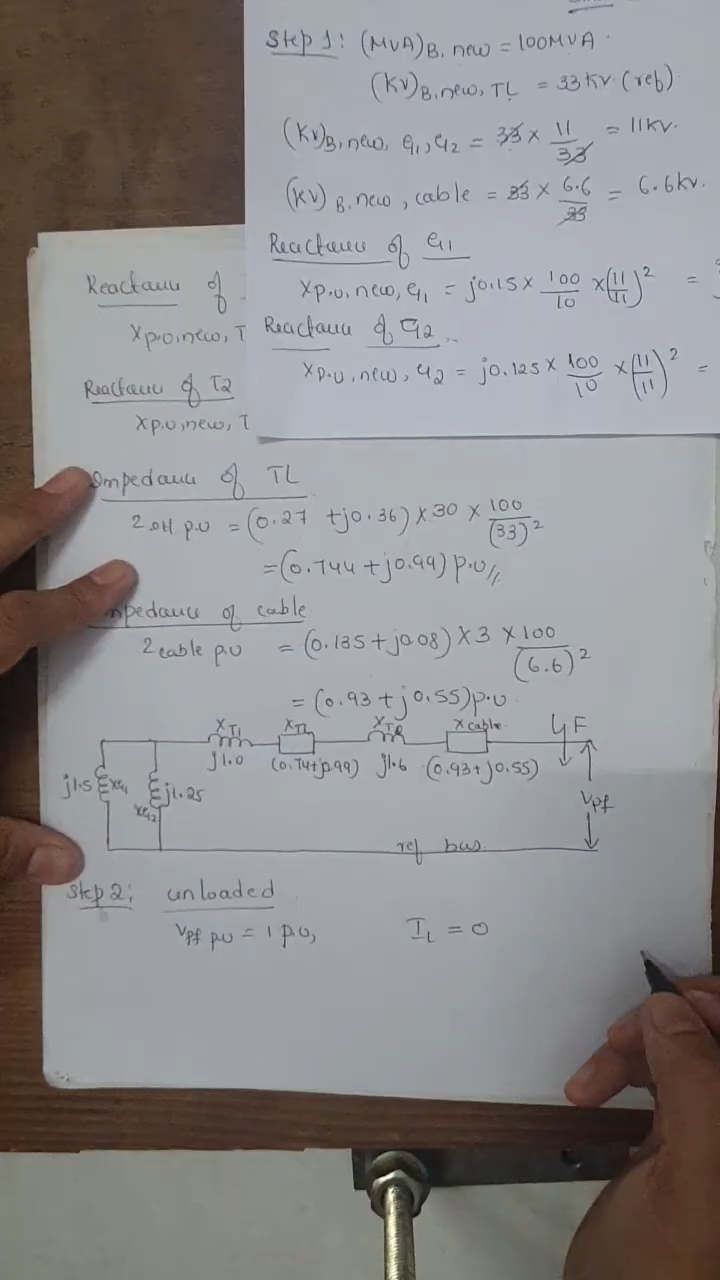 Step 1: (MVA)B, new = 100MVA.
(KV)B, new, TL = 33KV (ref)
(KV)B, new, G1, G2 = 33 × 11/33 = 11KV.
(KV) B. new, cable = 33 × 6.6/33 = 6.6KV.
Reactance of G1
Xp.u, new, G1 = j0.15 × 100/10 × (11/11)^2 =
Reactance of G2
Xp.u, new, G2 = j0.125 × 100/10 × (11/11)^2 =
Reactance of
Xp.u, new, T
Reactance of T2
Xp.u, new, T
Impedance of TL
Z OH p.u = (0.27 + j0.36) × 30 × 100/(33)^2
= (0.744 + j0.99) p.u//
mpedance of cable
Z cable p.u = (0.135 + j0.08) × 3 × 100/(6.6)^2
= (0.93 + j0.55) p.u
XT1 XTL XT2 Xcable F
j1.0 (0.74+j0.99) j1.6 (0.93+j0.55)
j1.5 XG1 j1.25 XG2 Vpf
ref bus
Step 2: unloaded
Vpf p.u = 1 p.u, IL = 0